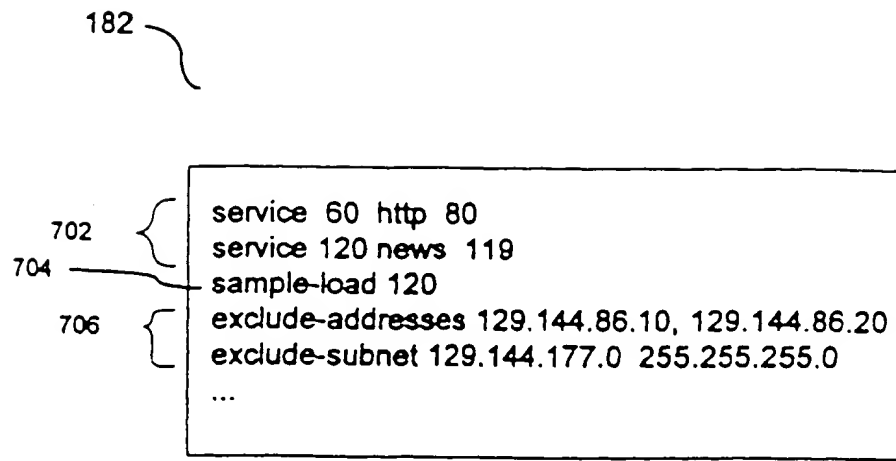 182
702
704
706
service 60 http 80
service 120 news 119
sample-load 120
exclude-addresses 129.144.86.10, 129.144.86.20
exclude-subnet 129.144.177.0 255.255.255.0
...